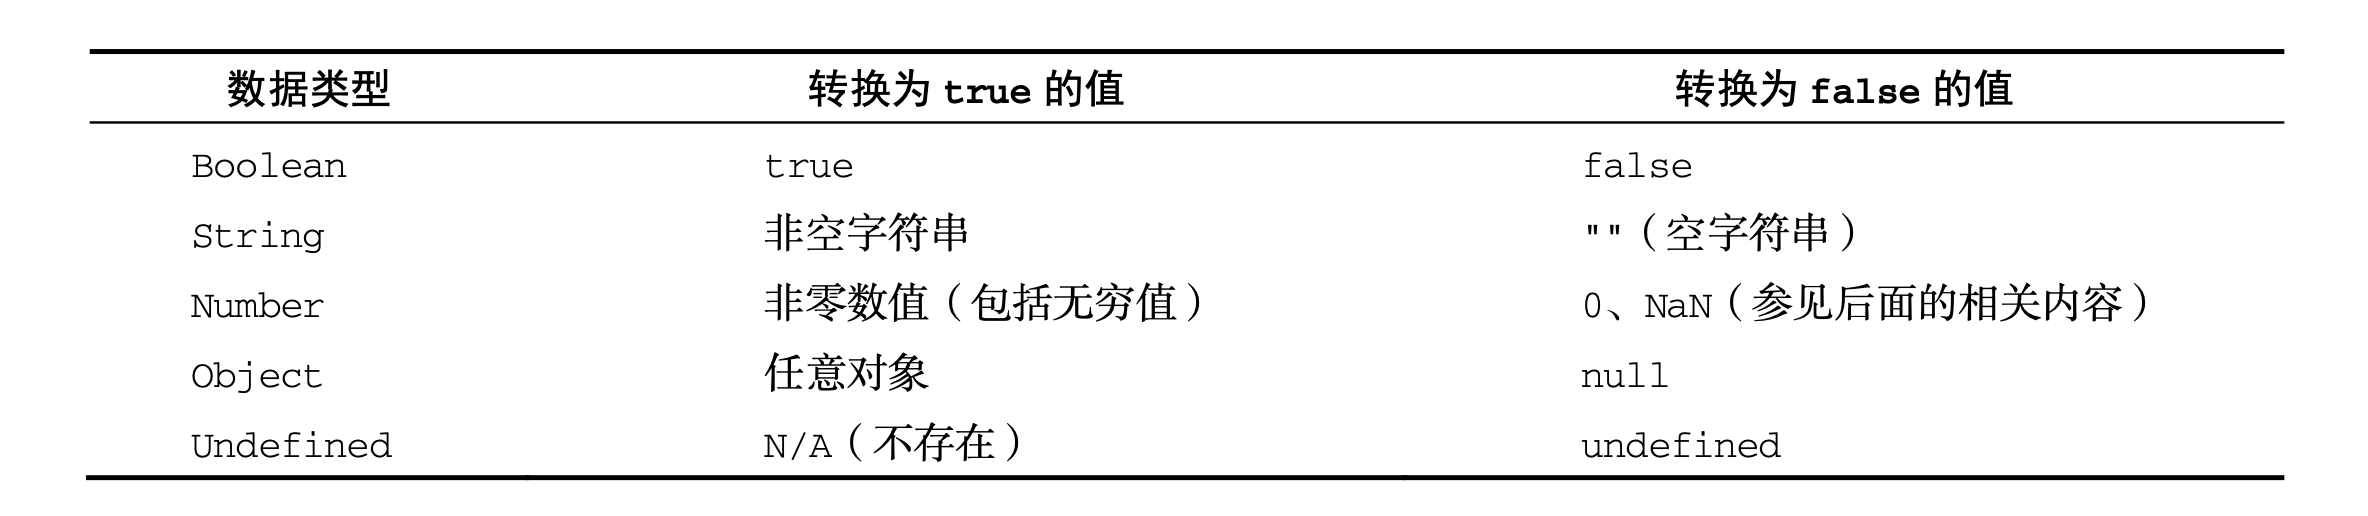 数据类型 转换为 true 的值 转换为 false 的值
Boolean true false
String 非空字符串 ""（空字符串）
Number 非零数值（包括无穷值） 0、NaN（参见后面的相关内容）
Object 任意对象 null
Undefined N/A（不存在） undefined